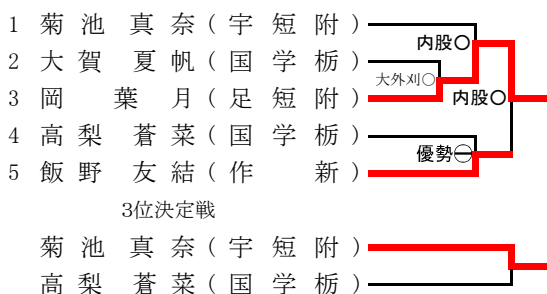 1 菊池 真奈(宇短附)
内股○
2 大賀 夏帆(国学栃)
大外刈○
3 岡 葉月(足短附)
内股○
4 高梨 蒼菜(国学栃)
優勢○
5 飯野 友結(作 新)
3位決定戦
菊池 真奈(宇短附)
高梨 蒼菜(国学栃)